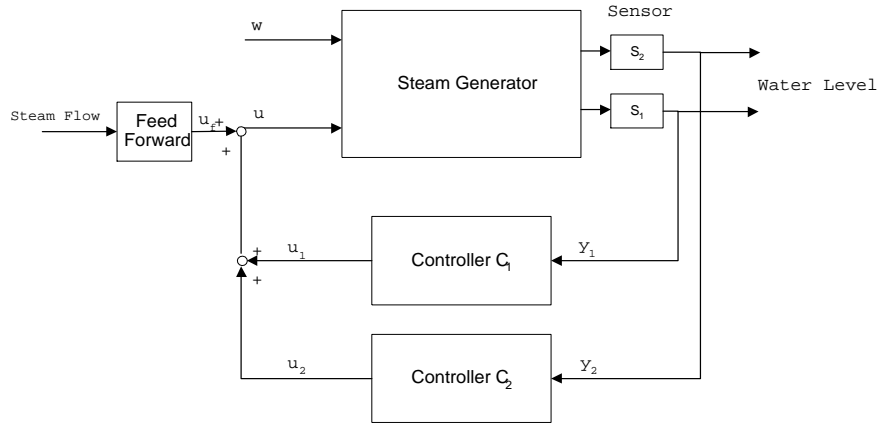 Sensor
w
S2
Steam Generator
Water Level
Steam Flow
Feed
Forward
uf
+
u
S1
+
u1
+
Controller C1
y1
+
u2
Controller C2
y2